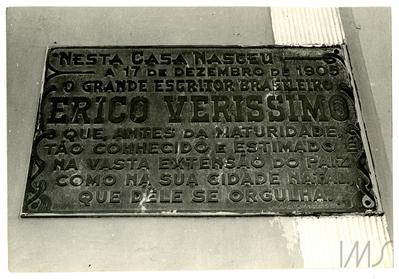 NESTA CASA NASCEU
A 17 DE DEZEMBRO DE 1905
O GRANDE ESCRITOR BRASILEIRO
ERICO VERISSIMO
QUE ANTES DA MATURIDADE
TÃO CONHECIDO E ESTIMADO É
NA VASTA EXTENSÃO DO PAIZ
COMO NA SUA CIDADE NATAL,
QUE DELE SE ORGULHA.
IMS